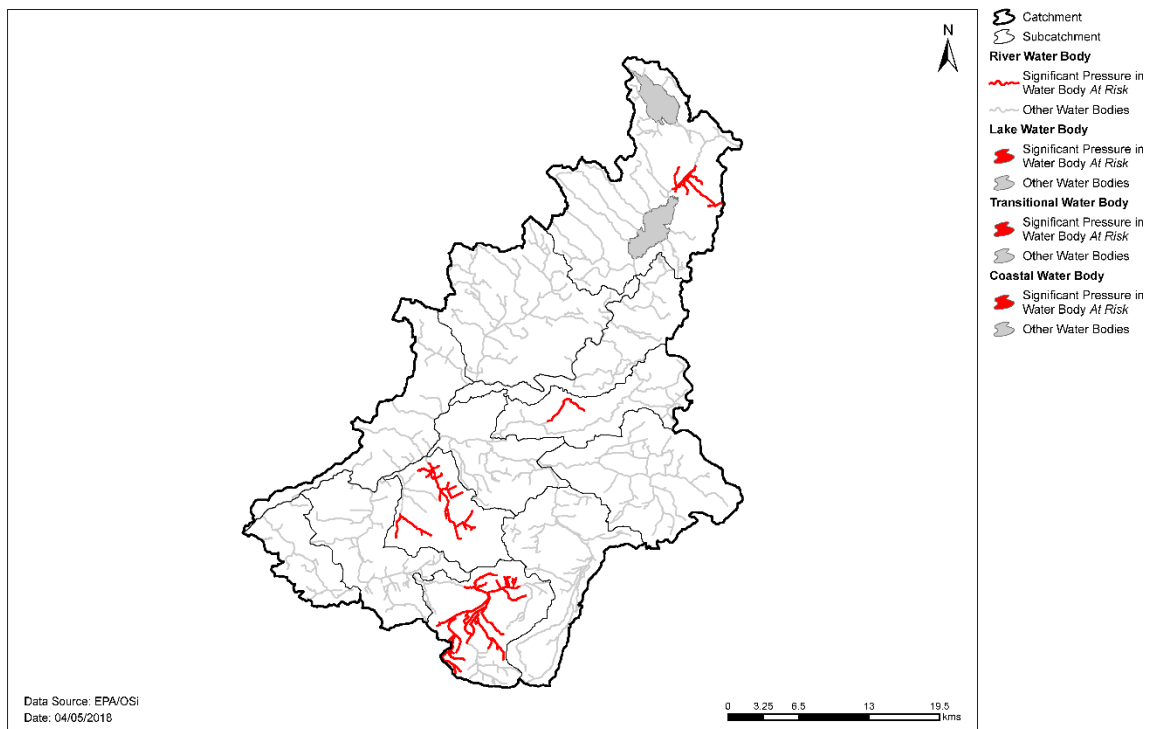 N
Catchment
Subcatchment
River Water Body
Significant Pressure in
Water Body At Risk
Other Water Bodies
Lake Water Body
Significant Pressure in
Water Body At Risk
Other Water Bodies
Transitional Water Body
Significant Pressure in
Water Body At Risk
Other Water Bodies
Coastal Water Body
Significant Pressure in
Water Body At Risk
Other Water Bodies
Data Source: EPA/OSi
Date: 04/05/2018
0 3.25 6.5 13 19.5
kms